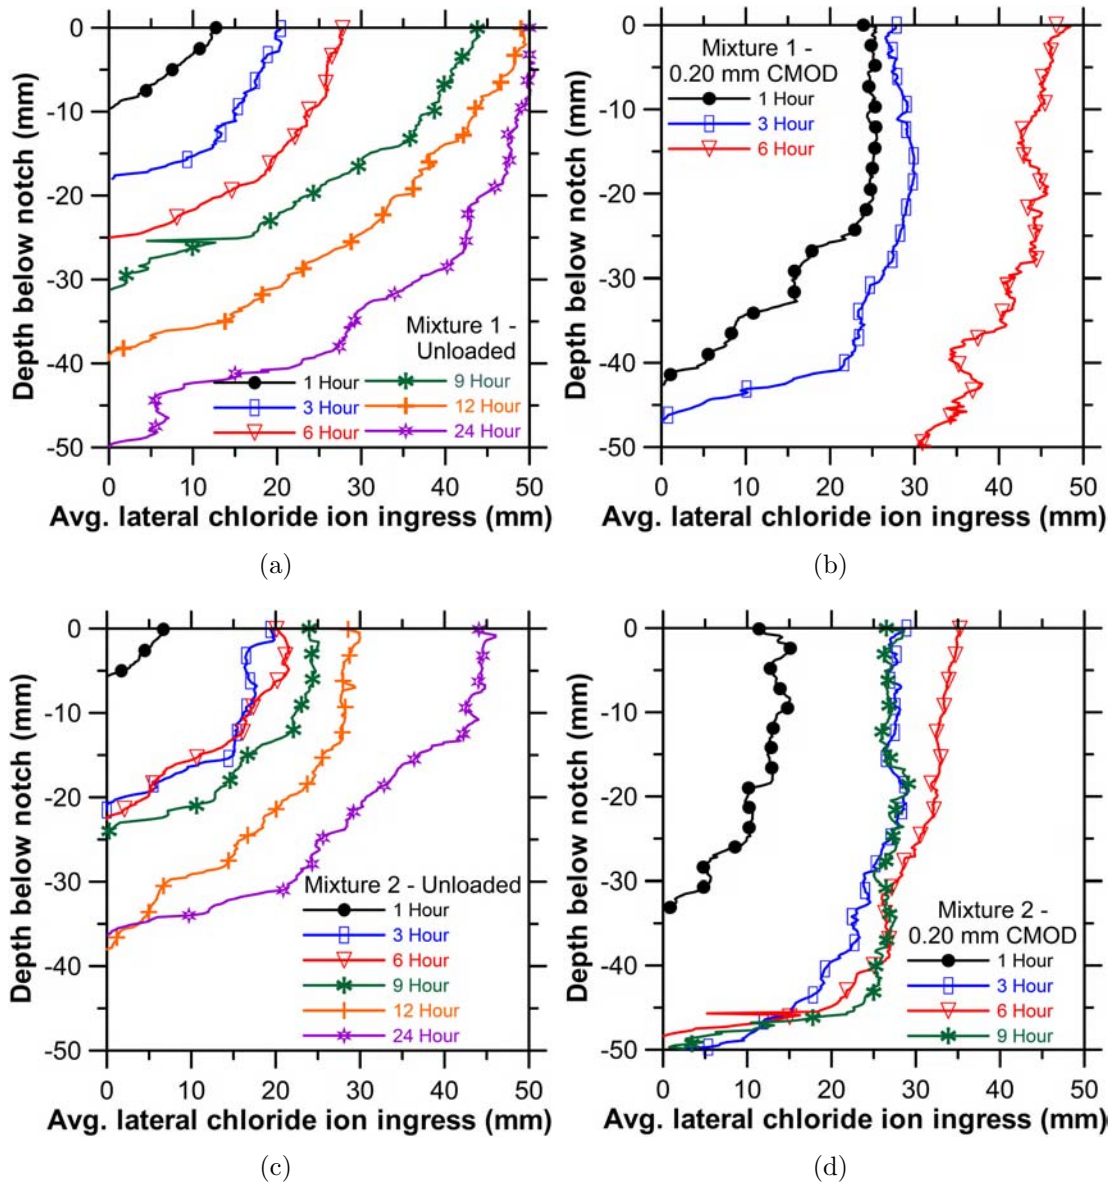 0 10 20 30 40 50
0
-10
-20
-30
-40
-50
Depth below notch (mm)
Mixture 1 -
Unloaded
1 Hour
3 Hour
6 Hour
9 Hour
12 Hour
24 Hour
Avg. lateral chloride ion ingress (mm)
(a)
0
-10
-20
-30
-40
-50
Depth below notch (mm)
Mixture 1 -
0.20 mm CMOD
1 Hour
3 Hour
6 Hour
0 10 20 30 40 50
Avg. lateral chloride ion ingress (mm)
(b)
0
-10
-20
-30
-40
-50
Depth below notch (mm)
Mixture 2 - Unloaded
1 Hour
3 Hour
6 Hour
9 Hour
12 Hour
24 Hour
0 10 20 30 40 50
Avg. lateral chloride ion ingress (mm)
(c)
0
-10
-20
-30
-40
-50
Depth below notch (mm)
Mixture 2 -
0.20 mm CMOD
1 Hour
3 Hour
6 Hour
9 Hour
0 10 20 30 40 50
Avg. lateral chloride ion ingress (mm)
(d)